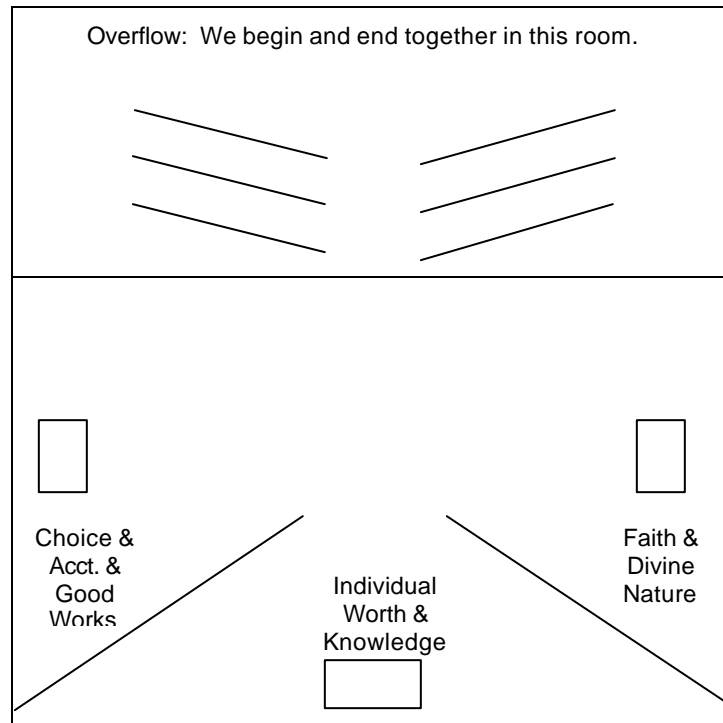 Overflow:  We begin and end together in this room.
Choice &
Acct. &
Good
Works
Individual
Worth &
Knowledge
Faith &
Divine
Nature